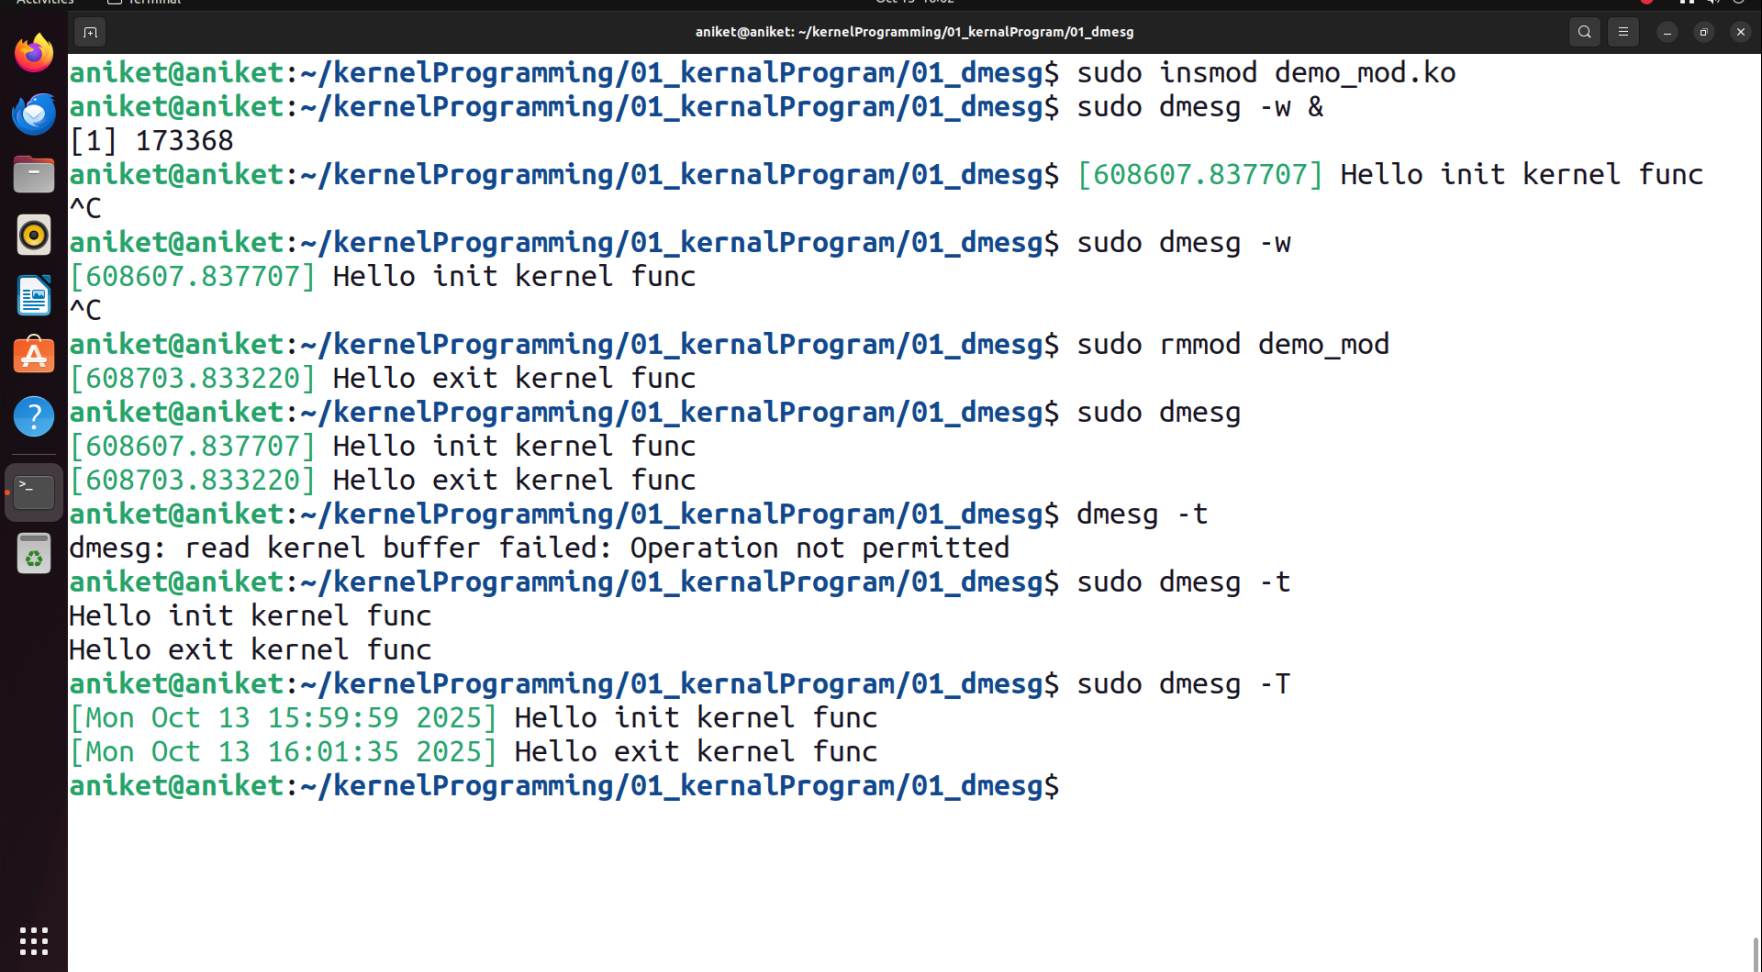 Activities
Terminal
Oct 13 16:02
aniket@aniket: ~/kernelProgramming/01_kernalProgram/01_dmesg
aniket@aniket:~/kernelProgramming/01_kernalProgram/01_dmesg$ sudo insmod demo_mod.ko
aniket@aniket:~/kernelProgramming/01_kernalProgram/01_dmesg$ sudo dmesg -w &
[1] 173368
aniket@aniket:~/kernelProgramming/01_kernalProgram/01_dmesg$ [608607.837707] Hello init kernel func
^C
aniket@aniket:~/kernelProgramming/01_kernalProgram/01_dmesg$ sudo dmesg -w
[608607.837707] Hello init kernel func
^C
aniket@aniket:~/kernelProgramming/01_kernalProgram/01_dmesg$ sudo rmmod demo_mod
[608703.833220] Hello exit kernel func
aniket@aniket:~/kernelProgramming/01_kernalProgram/01_dmesg$ sudo dmesg
[608607.837707] Hello init kernel func
[608703.833220] Hello exit kernel func
aniket@aniket:~/kernelProgramming/01_kernalProgram/01_dmesg$ dmesg -t
dmesg: read kernel buffer failed: Operation not permitted
aniket@aniket:~/kernelProgramming/01_kernalProgram/01_dmesg$ sudo dmesg -t
Hello init kernel func
Hello exit kernel func
aniket@aniket:~/kernelProgramming/01_kernalProgram/01_dmesg$ sudo dmesg -T
[Mon Oct 13 15:59:59 2025] Hello init kernel func
[Mon Oct 13 16:01:35 2025] Hello exit kernel func
aniket@aniket:~/kernelProgramming/01_kernalProgram/01_dmesg$